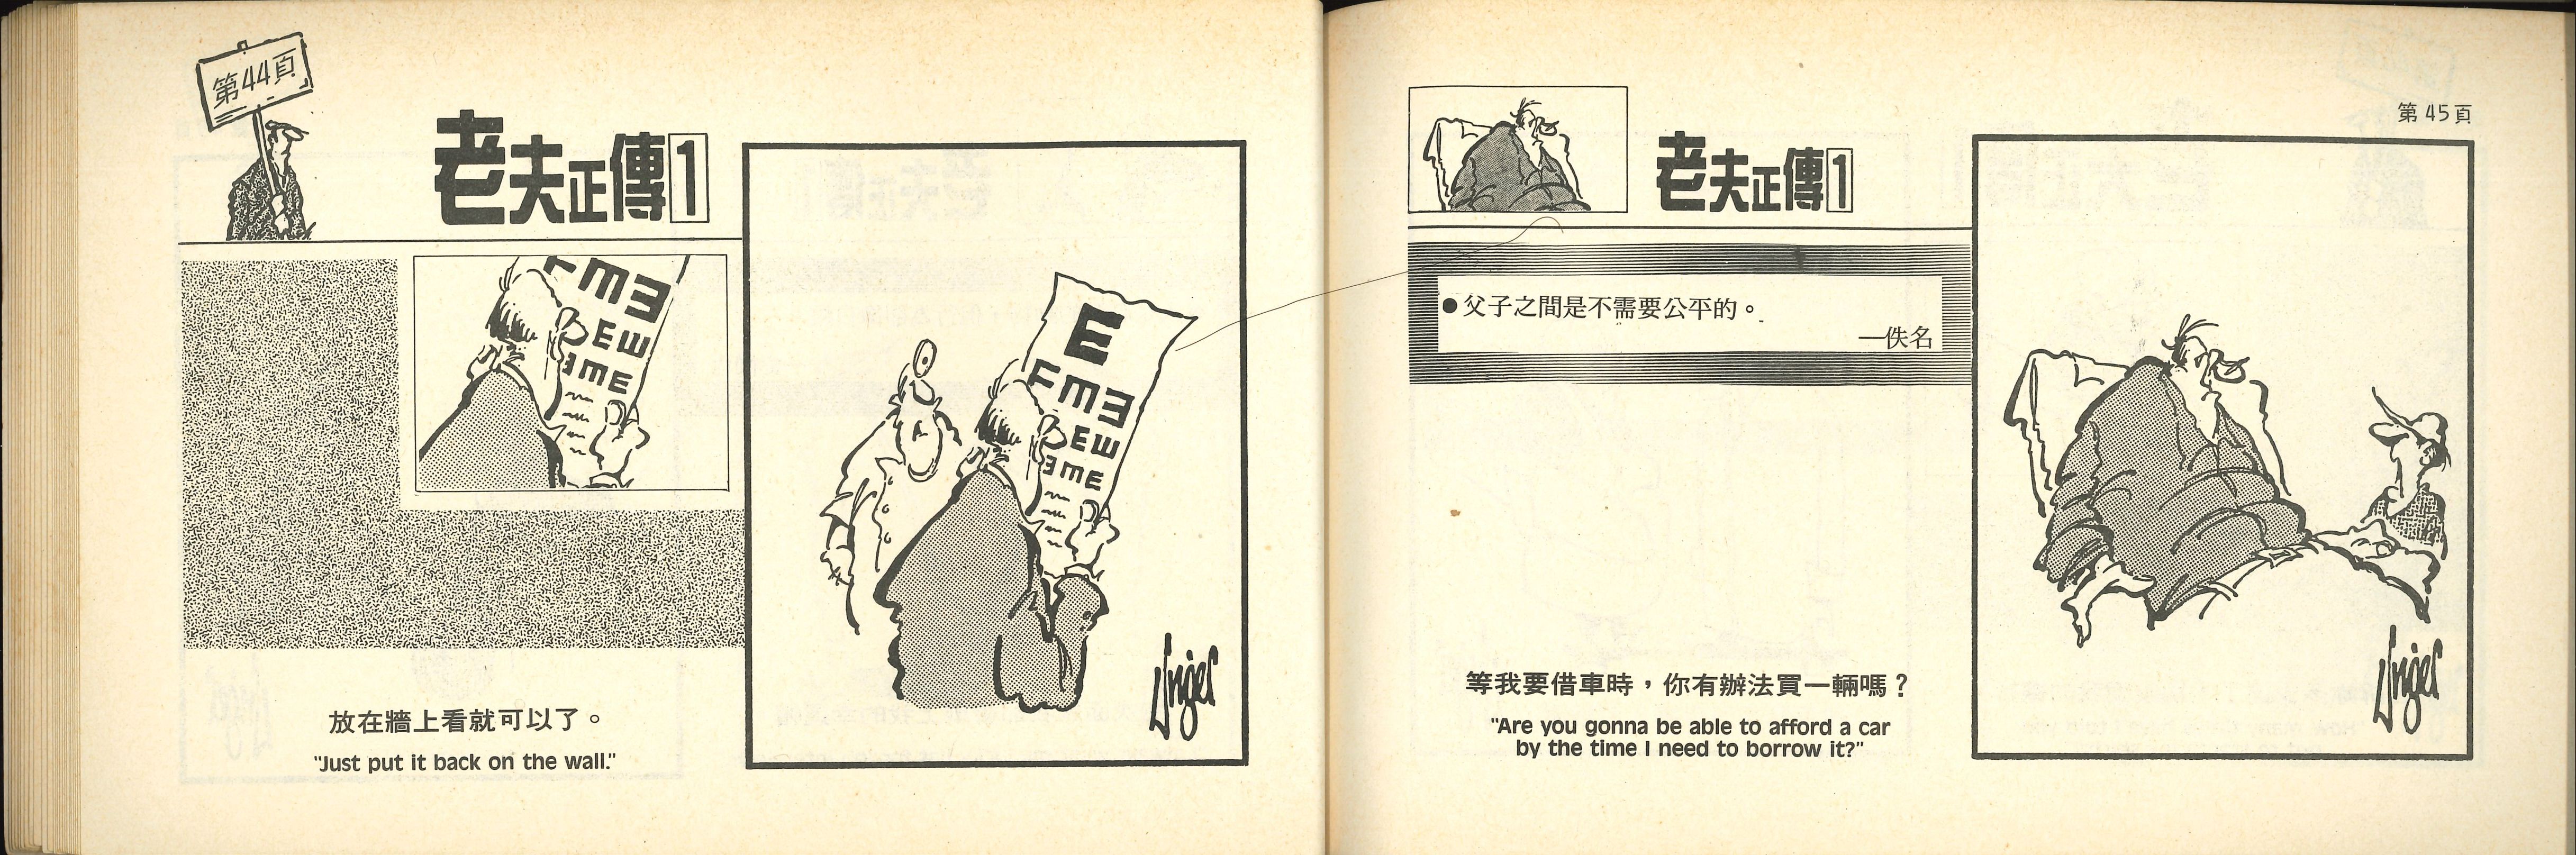 第44頁
老夫正傳1
E
FME
EW
EME
FME
EW
EME
放在牆上看就可以了。
"Just put it back on the wall."
Unger
第45頁
老夫正傳1
●父子之間是不需要公平的。
—佚名
等我要借車時，你有辦法買一輛嗎？
"Are you gonna be able to afford a car
by the time I need to borrow it?"
Unger